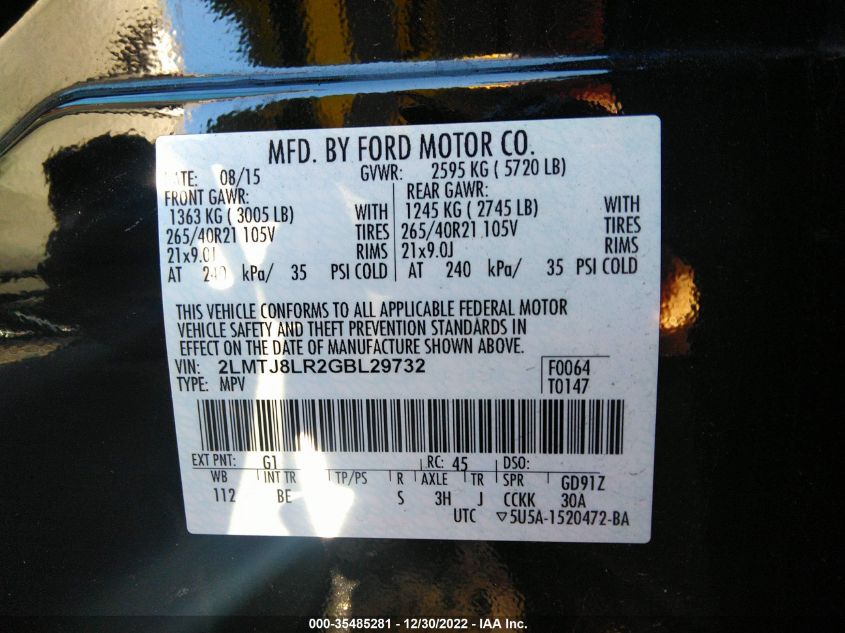 MFD. BY FORD MOTOR CO.
DATE: 08/15 GVWR: 2595 KG ( 5720 LB)
FRONT GAWR: REAR GAWR:
1363 KG ( 3005 LB) WITH 1245 KG ( 2745 LB) WITH
265/40R21 105V TIRES 265/40R21 105V TIRES
21x9.0J RIMS 21x9.0J RIMS
AT 240 kPa/ 35 PSI COLD AT 240 kPa/ 35 PSI COLD
THIS VEHICLE CONFORMS TO ALL APPLICABLE FEDERAL MOTOR
VEHICLE SAFETY AND THEFT PREVENTION STANDARDS IN
EFFECT ON THE DATE OF MANUFACTURE SHOWN ABOVE.
VIN: 2LMTJ8LR2GBL29732 F0064
TYPE: MPV T0147
EXT PNT: G1 RC: 45 DSO:
WB INT TR TP/PS R AXLE TR SPR GD91Z
112 BE S 3H J CCKK 30A
UTC ▽5U5A-1520472-BA
000-35485281 - 12/30/2022 - IAA Inc.